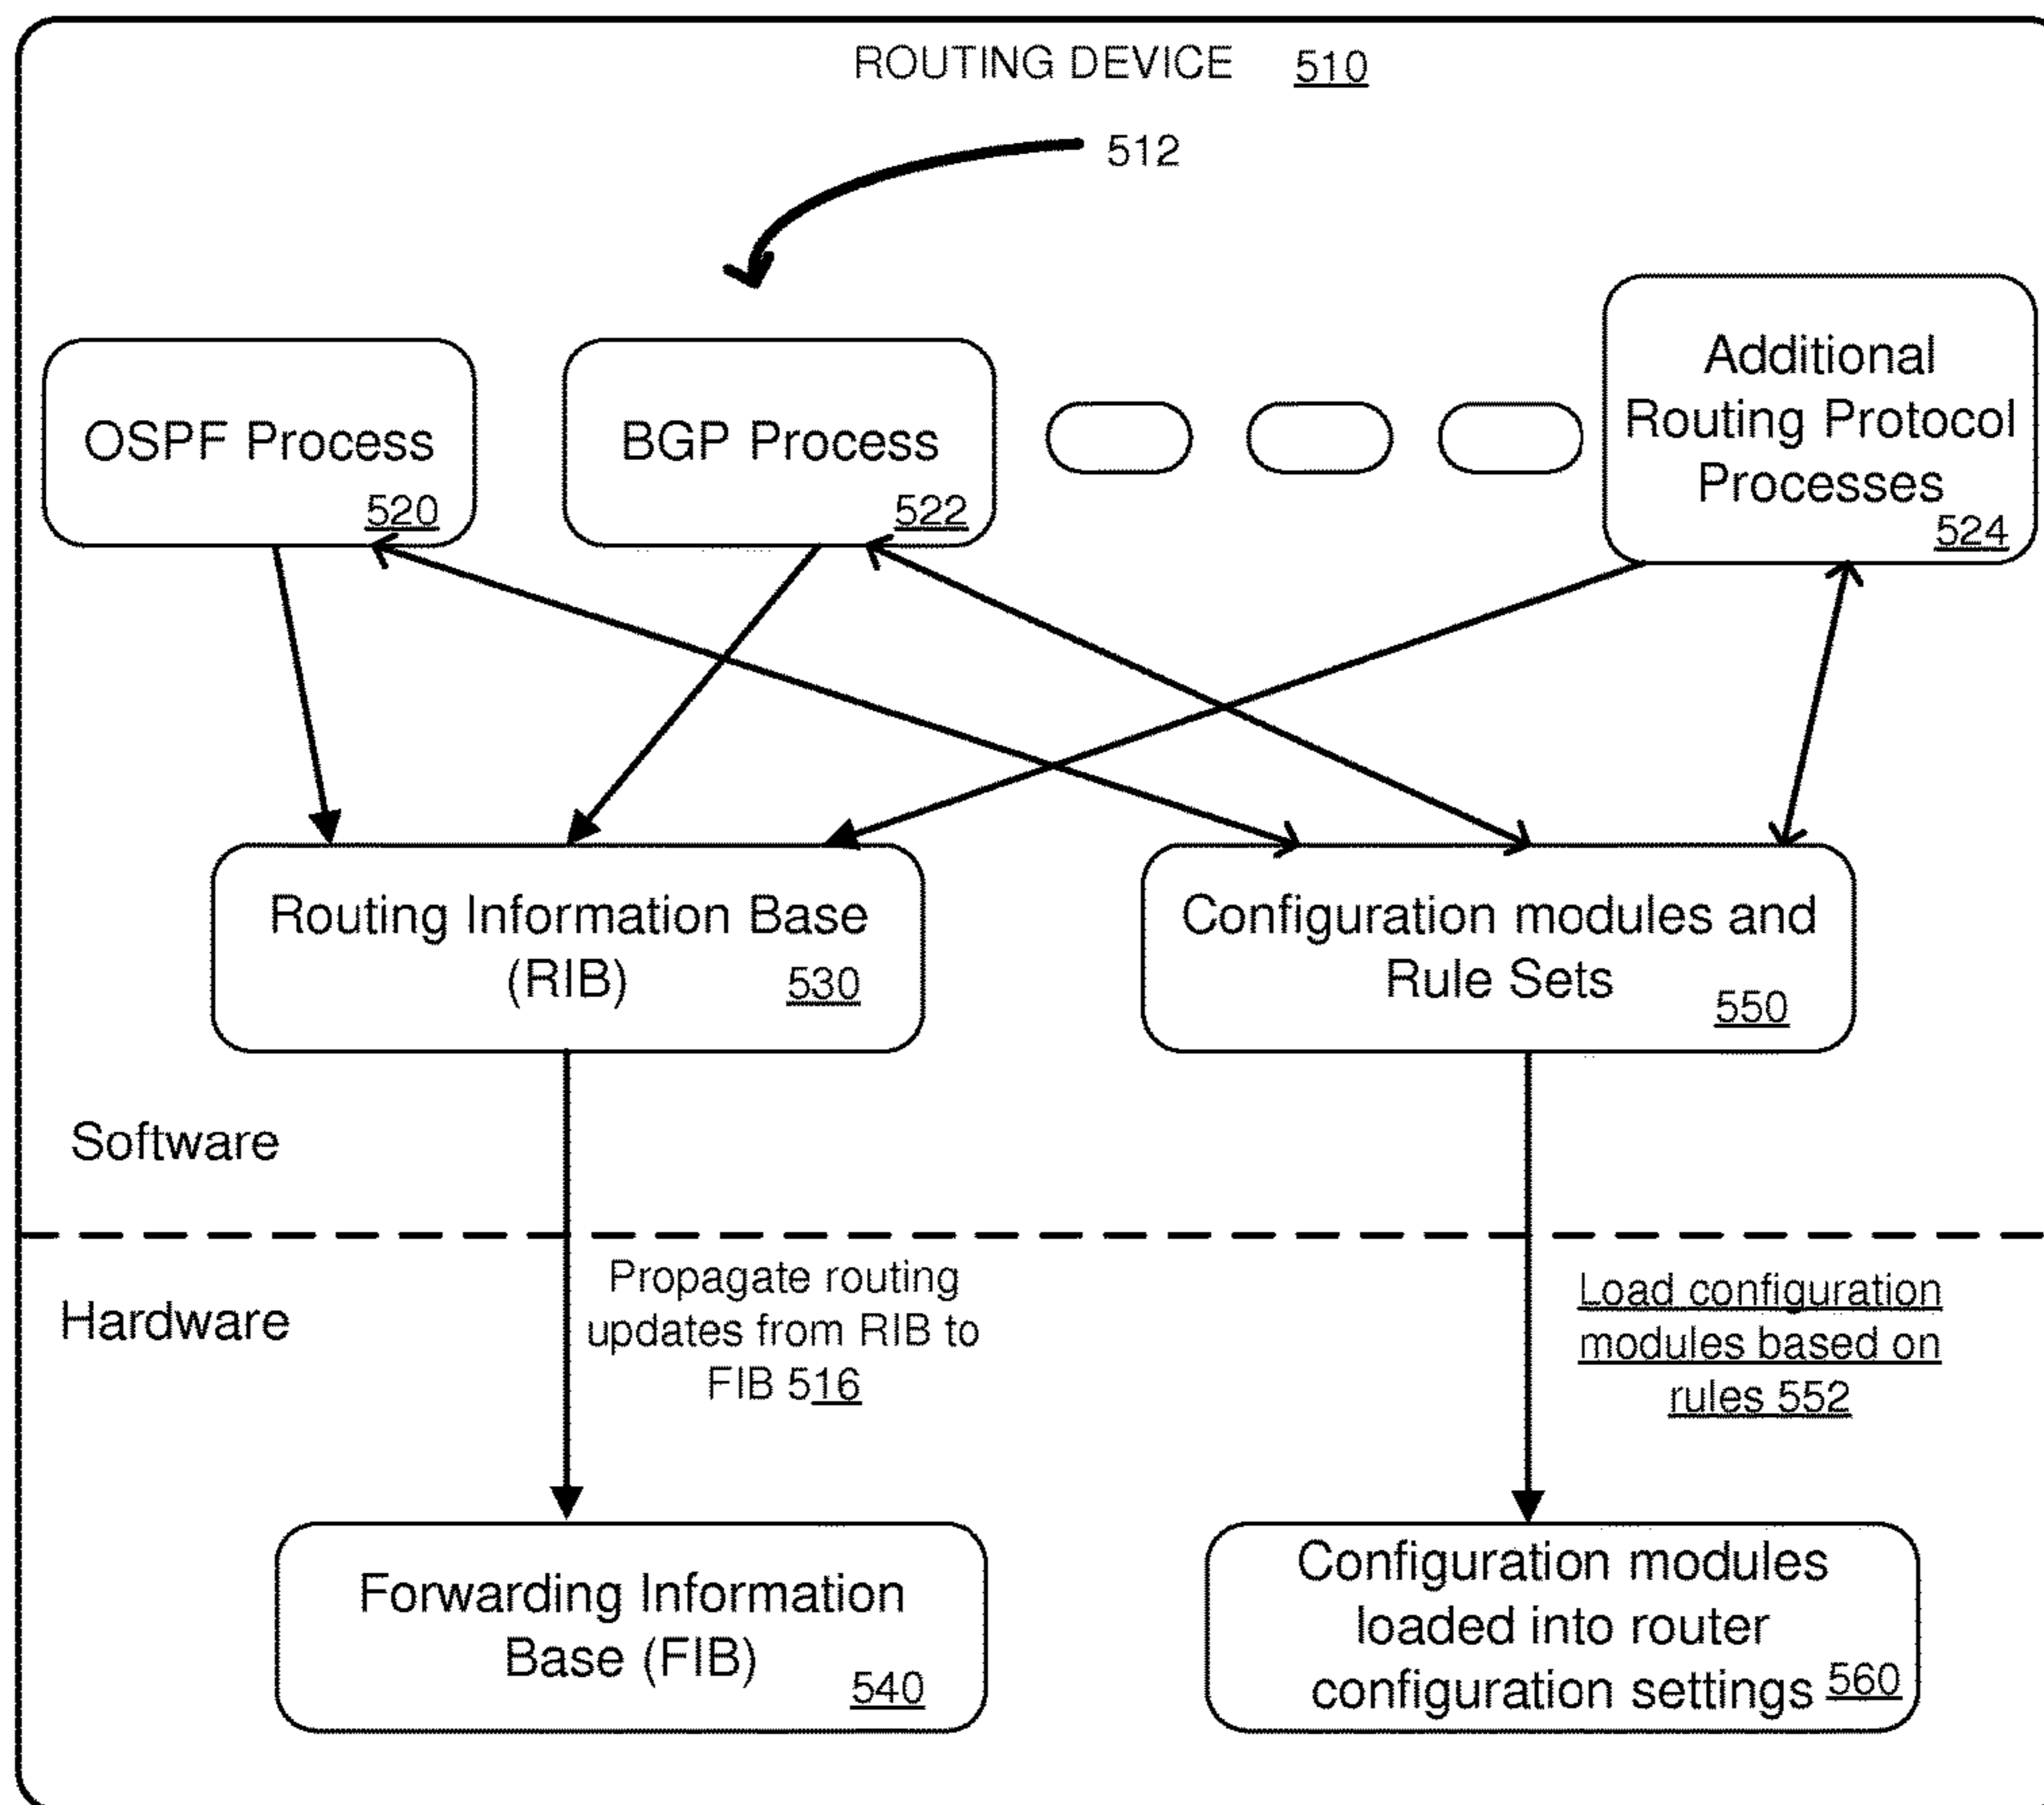 ROUTING DEVICE 510
512
OSPF Process
520
BGP Process
522
Additional
Routing Protocol
Processes
524
Routing Information Base
(RIB) 530
Configuration modules and
Rule Sets
550
Software
Hardware
Propagate routing
updates from RIB to
FIB 516
Load configuration
modules based on
rules 552
Forwarding Information
Base (FIB)
540
Configuration modules
loaded into router
configuration settings 560